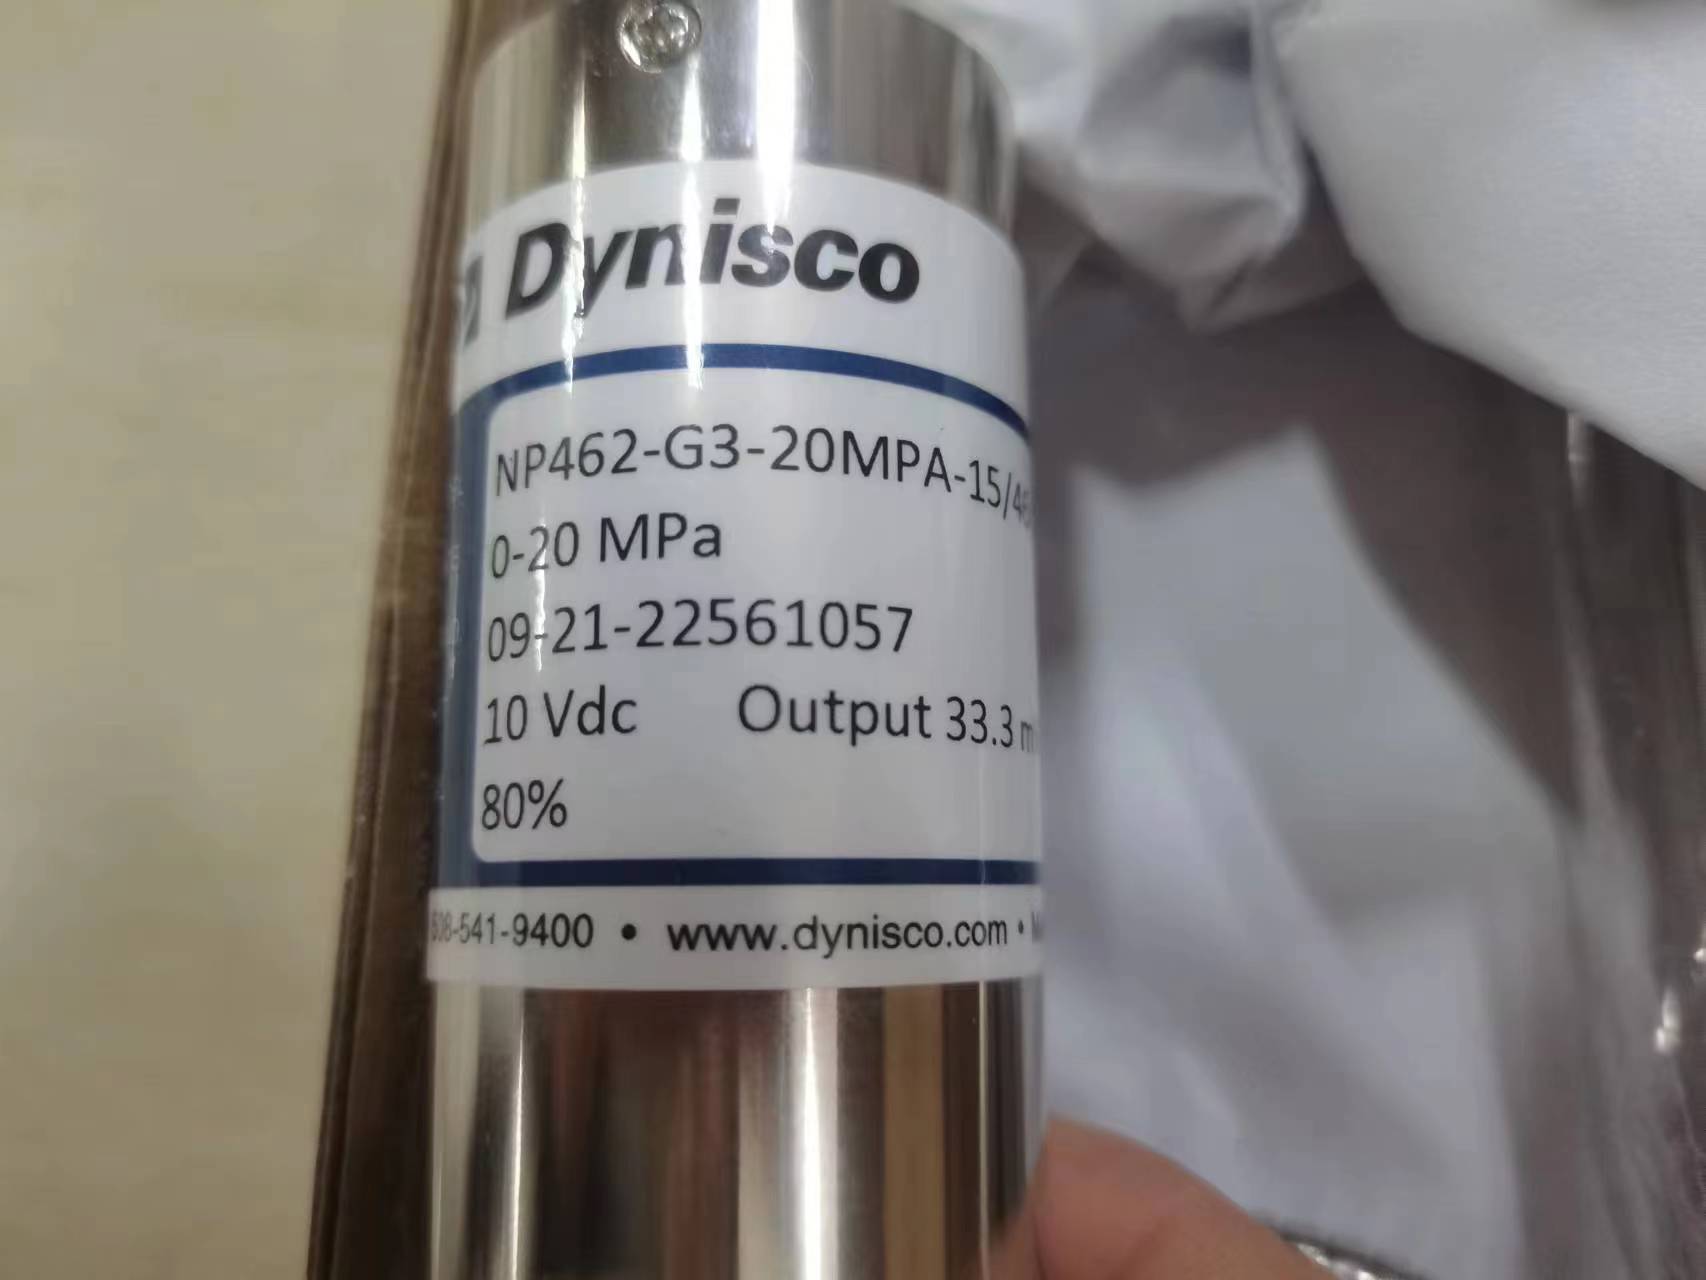 Dynisco
NP462-G3-20MPA-15/46
0-20 MPa
09-21-22561057
10 Vdc Output 33.3 m
80%
508-541-9400 • www.dynisco.com •